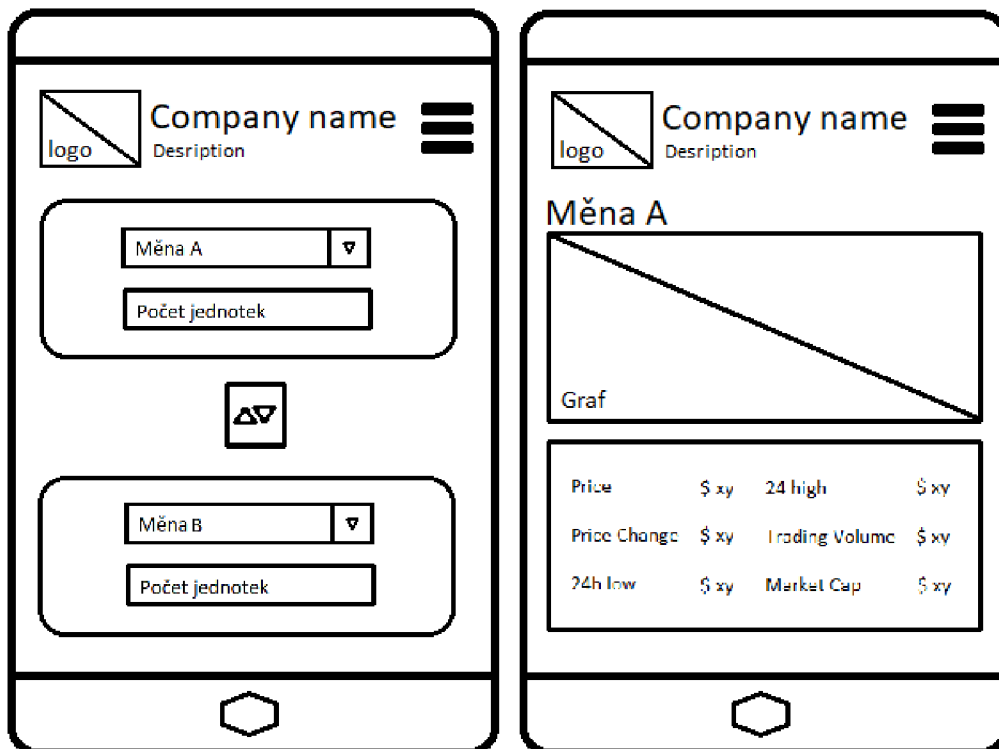 Company name
logo
Desription
Měna A
Počet jednotek
Měna B
Počet jednotek
Company name
logo
Desription
Měna A
Graf
Price $ xy 24 high $ xy
Price Change $ xy Trading Volume $ xy
24h low $ xy Market Cap $ xy